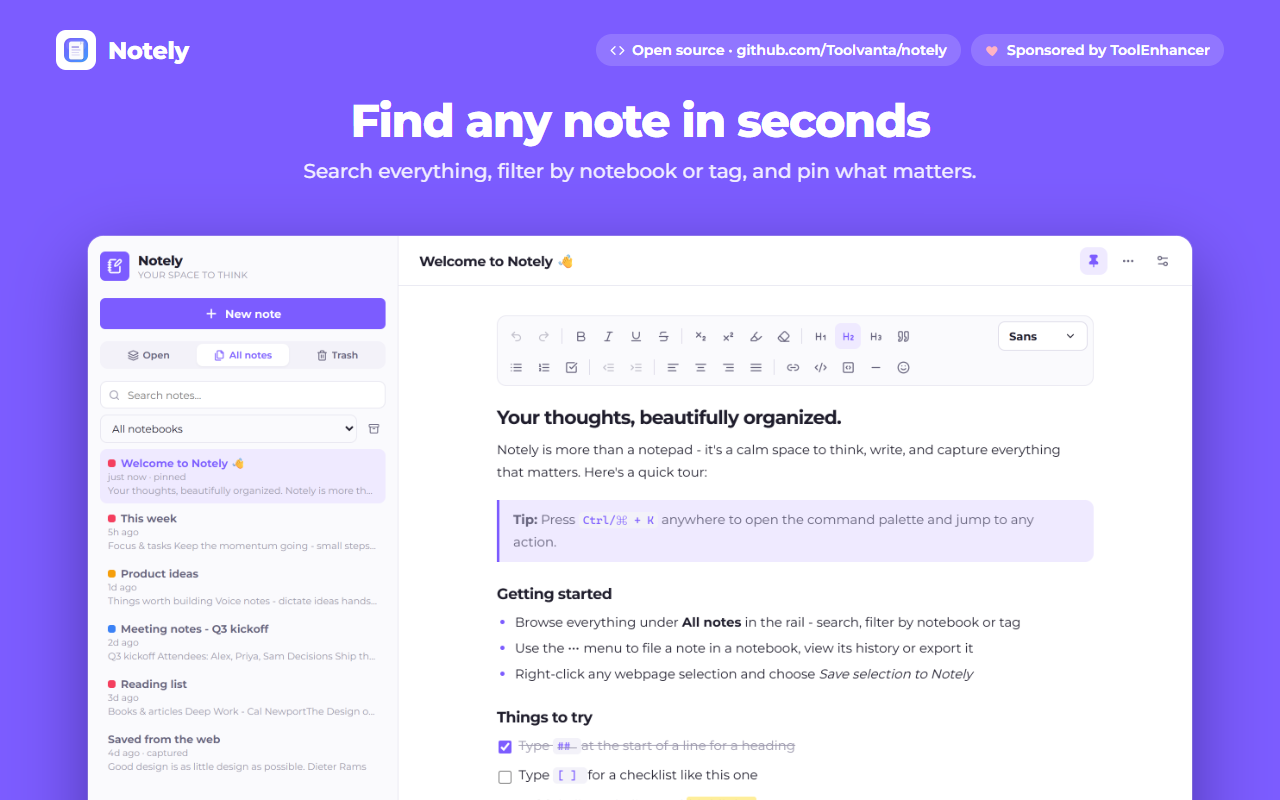 Notely
Open source · github.com/Toolvanta/notely
Sponsored by ToolEnhancer
Find any note in seconds
Search everything, filter by notebook or tag, and pin what matters.
Notely
YOUR SPACE TO THINK
New note
Open
All notes
Trash
Search notes...
All notebooks
Welcome to Notely 👋
just now · pinned
Your thoughts, beautifully organized. Notely is more th...
This week
5h ago
Focus & tasks Keep the momentum going - small steps...
Product ideas
1d ago
Things worth building Voice notes - dictate ideas hands...
Meeting notes - Q3 kickoff
2d ago
Q3 kickoff Attendees: Alex, Priya, Sam Decisions Ship th...
Reading list
3d ago
Books & articles Deep Work - Cal NewportThe Design o...
Saved from the web
4d ago · captured
Good design is as little design as possible. Dieter Rams
Welcome to Notely 👋
B I U S X₂ X² H1 H2 H3
Sans
Your thoughts, beautifully organized.
Notely is more than a notepad - it's a calm space to think, write, and capture everything
that matters. Here's a quick tour:
Tip: Press Ctrl/⌘ + K anywhere to open the command palette and jump to any
action.
Getting started
• Browse everything under All notes in the rail - search, filter by notebook or tag
• Use the ··· menu to file a note in a notebook, view its history or export it
• Right-click any webpage selection and choose Save selection to Notely
Things to try
Type ## at the start of a line for a heading
Type [ ] for a checklist like this one